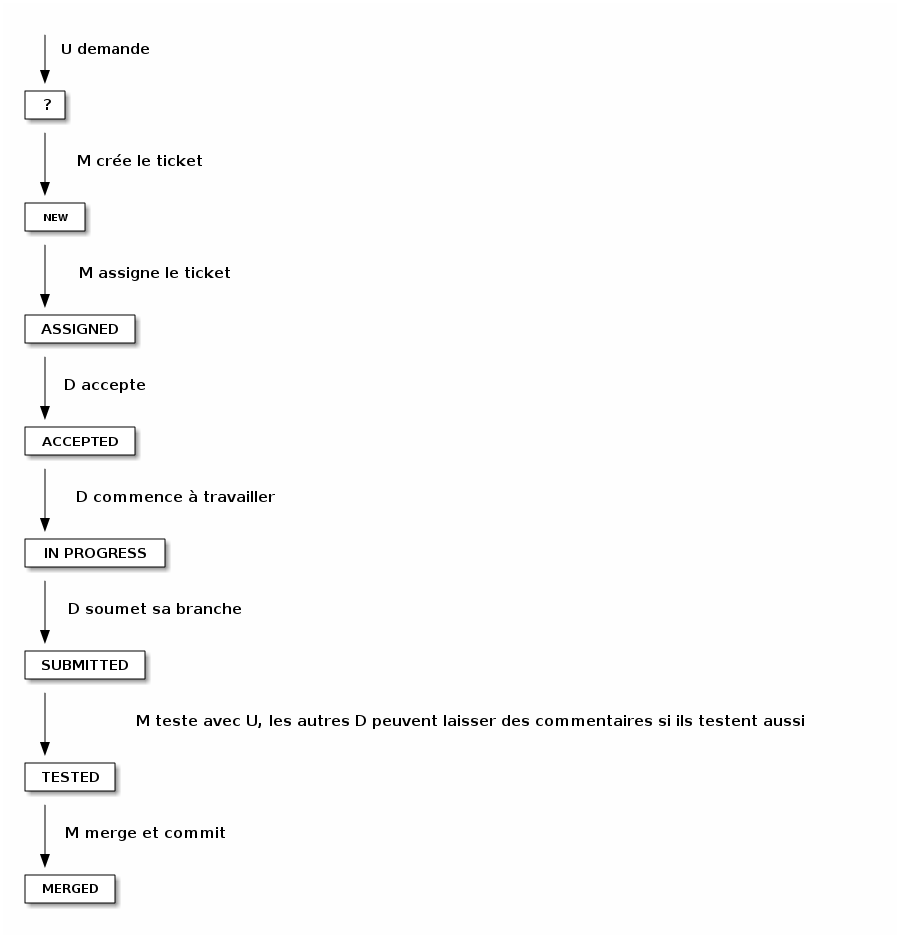 U demande
?
M crée le ticket
NEW
M assigne le ticket
ASSIGNED
D accepte
ACCEPTED
D commence à travailler
IN PROGRESS
D soumet sa branche
SUBMITTED
M teste avec U, les autres D peuvent laisser des commentaires si ils testent aussi
TESTED
M merge et commit
MERGED